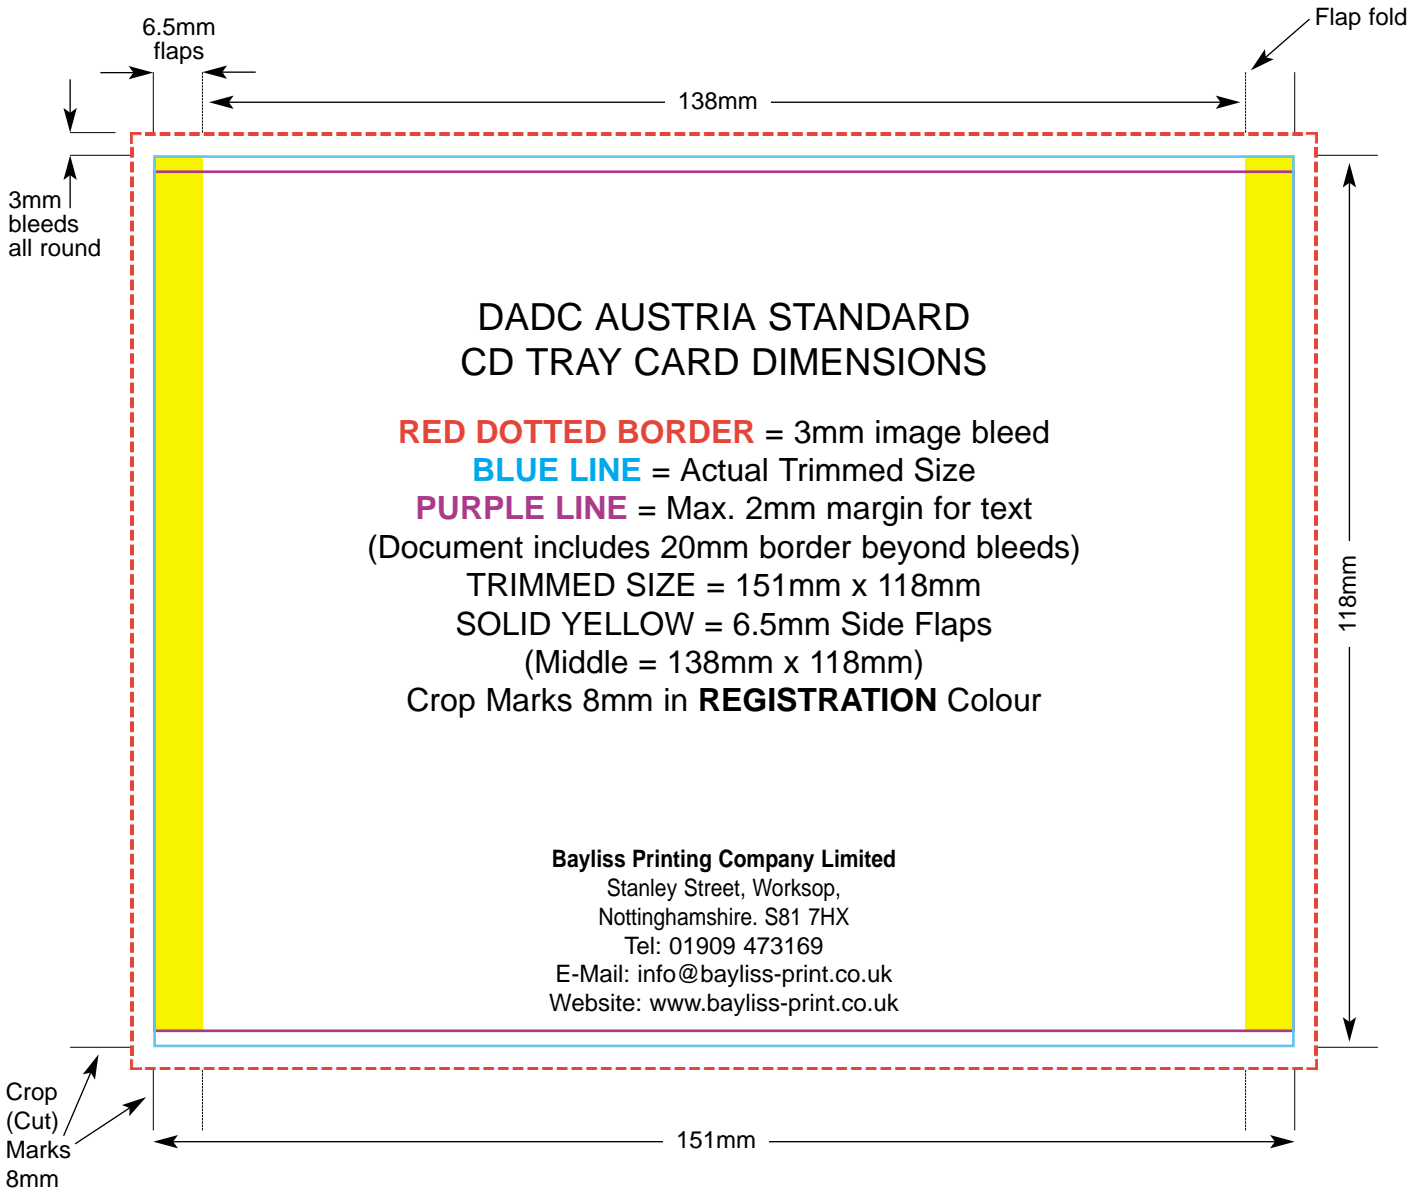 6.5mm
flaps
Flap fold
138mm
3mm
bleeds
all round
DADC AUSTRIA STANDARD
CD TRAY CARD DIMENSIONS
RED DOTTED BORDER = 3mm image bleed
BLUE LINE = Actual Trimmed Size
PURPLE LINE = Max. 2mm margin for text
(Document includes 20mm border beyond bleeds)
TRIMMED SIZE = 151mm x 118mm
SOLID YELLOW = 6.5mm Side Flaps
(Middle = 138mm x 118mm)
Crop Marks 8mm in REGISTRATION Colour
118mm
Bayliss Printing Company Limited
Stanley Street, Worksop,
Nottinghamshire. S81 7HX
Tel: 01909 473169
E-Mail: info@bayliss-print.co.uk
Website: www.bayliss-print.co.uk
Crop
(Cut)
Marks
8mm
151mm